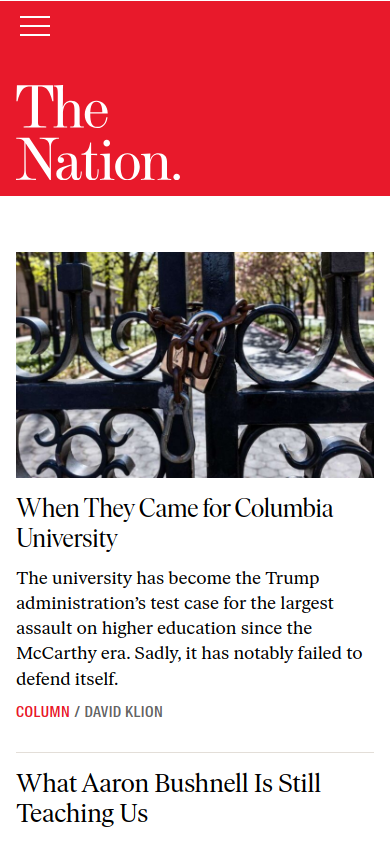 The
Nation.
When They Came for Columbia
University
The university has become the Trump
administration’s test case for the largest
assault on higher education since the
McCarthy era. Sadly, it has notably failed to
defend itself.
COLUMN / DAVID KLION
What Aaron Bushnell Is Still
Teaching Us